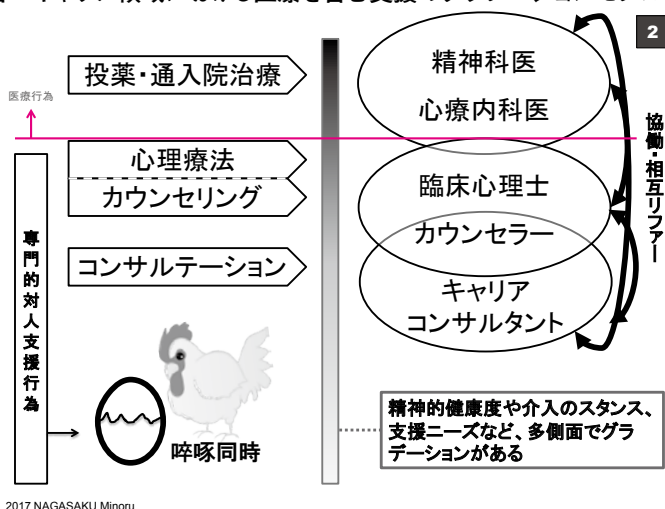 2
投薬・通入院治療
医療行為
心理療法
カウンセリング
コンサルテーション
専門的対人支援行為
啐啄同時
精神科医
心療内科医
臨床心理士
カウンセラー
キャリア
コンサルタント
協働・相互リファー
精神的健康度や介入のスタンス、
支援ニーズなど、多側面でグラ
デーションがある
2017 NAGASAKU Minoru